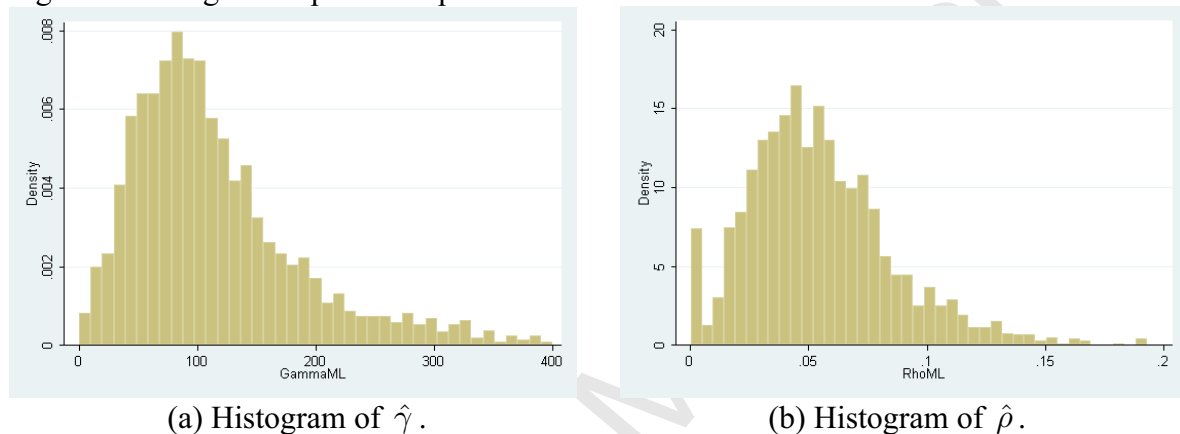 .008
.006
.004
.002
0
Density
0 100 200 300 400
GammaML
(a) Histogram of γ̂ .
20
15
10
5
0
Density
0 .05 .1 .15 .2
RhoML
(b) Histogram of ρ̂ .